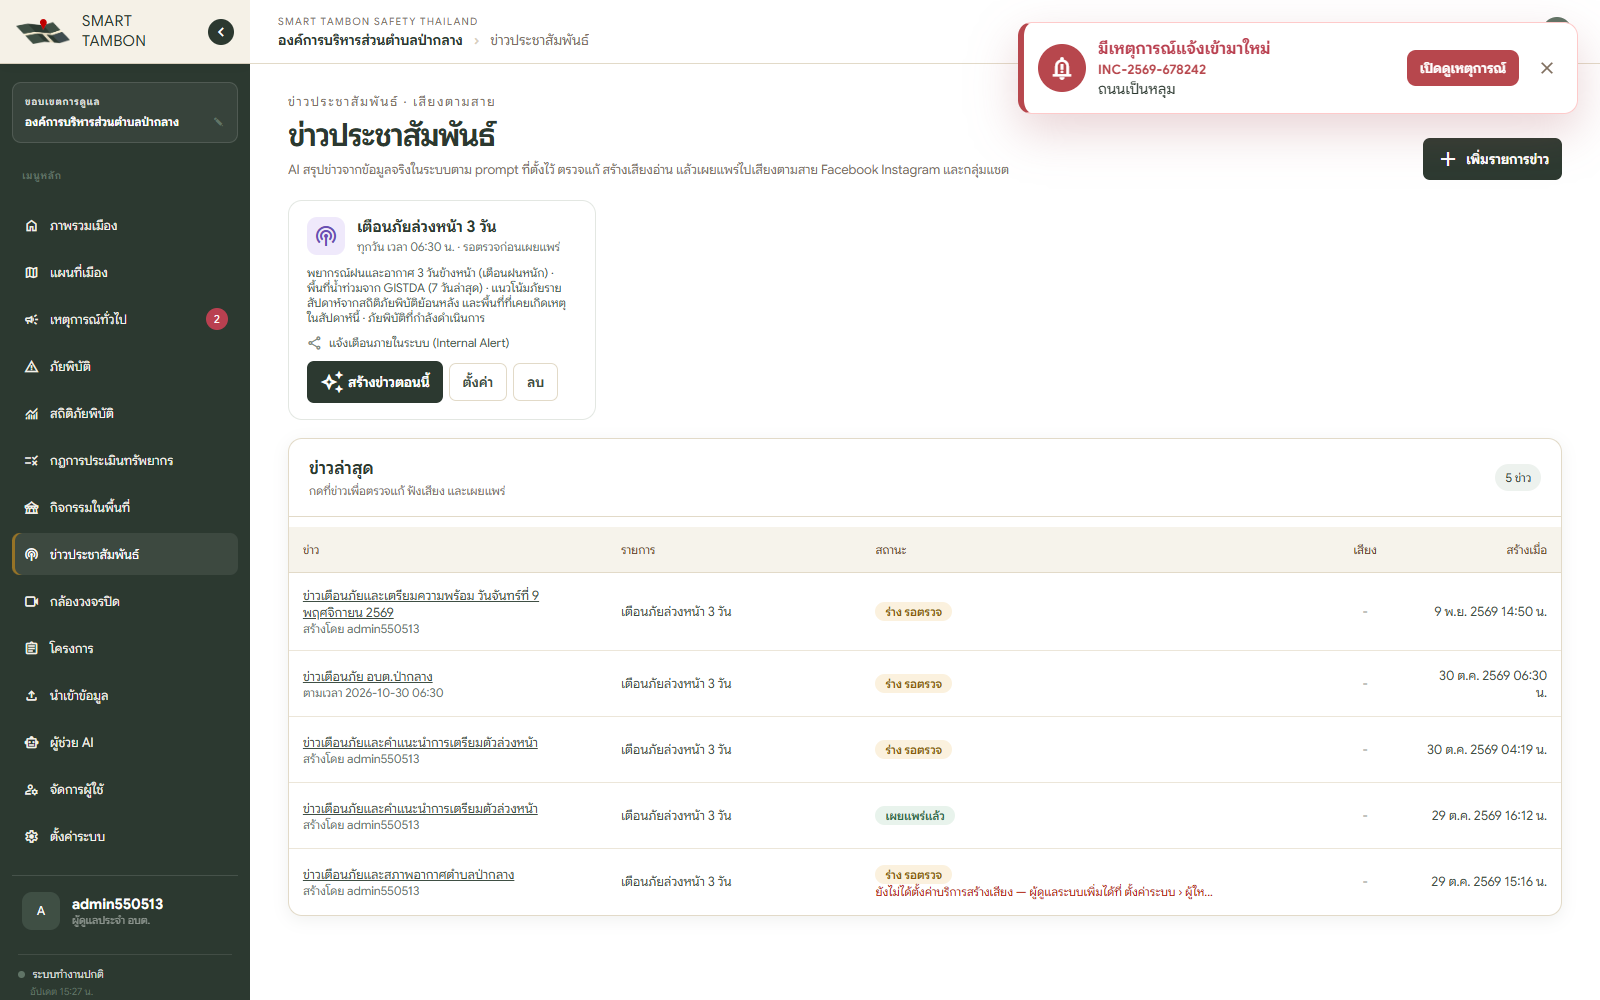 SMART
TAMBON
ขอบเขตการดูแล
องค์การบริหารส่วนตำบลป่ากลาง
เมนูหลัก
ภาพรวมเมือง
แผนที่เมือง
เหตุการณ์ทั่วไป
2
ภัยพิบัติ
สถิติภัยพิบัติ
กฎการประเมินทรัพยากร
กิจกรรมในพื้นที่
ข่าวประชาสัมพันธ์
กล้องวงจรปิด
โครงการ
นำเข้าข้อมูล
ผู้ช่วย AI
จัดการผู้ใช้
ตั้งค่าระบบ
A
admin550513
ผู้ดูแลประจำ อบต.
ระบบทำงานปกติ
อัปเดต 15:27 น.
SMART TAMBON SAFETY THAILAND
องค์การบริหารส่วนตำบลป่ากลาง › ข่าวประชาสัมพันธ์
มีเหตุการณ์แจ้งเข้ามาใหม่
INC-2569-678242
ถนนเป็นหลุม
เปิดดูเหตุการณ์
ข่าวประชาสัมพันธ์ · เสียงตามสาย
ข่าวประชาสัมพันธ์
AI สรุปข่าวจากข้อมูลจริงในระบบตาม prompt ที่ตั้งไว้ ตรวจแก้ สร้างเสียงอ่าน แล้วเผยแพร่ไปเสียงตามสาย Facebook Instagram และกลุ่มแชต
เพิ่มรายการข่าว
เตือนภัยล่วงหน้า 3 วัน
ทุกวัน เวลา 06:30 น. · รอตรวจก่อนเผยแพร่
พยากรณ์ฝนและอากาศ 3 วันข้างหน้า (เตือนฝนหนัก) ·
พื้นที่น้ำท่วมจาก GISTDA (7 วันล่าสุด) · แนวโน้มภัยราย
สัปดาห์จากสถิติภัยพิบัติย้อนหลัง และพื้นที่ที่เคยเกิดเหตุ
ในสัปดาห์นี้ · ภัยพิบัติที่กำลังดำเนินการ
แจ้งเตือนภายในระบบ (Internal Alert)
สร้างข่าวตอนนี้
ตั้งค่า
ลบ
ข่าวล่าสุด
กดที่ข่าวเพื่อตรวจแก้ ฟังเสียง และเผยแพร่
5 ข่าว
ข่าว รายการ สถานะ เสียง สร้างเมื่อ
ข่าวเตือนภัยและเตรียมความพร้อม วันจันทร์ที่ 9
พฤศจิกายน 2569
สร้างโดย admin550513
เตือนภัยล่วงหน้า 3 วัน
ร่าง รอตรวจ
-
9 พ.ย. 2569 14:50 น.
ข่าวเตือนภัย อบต.ป่ากลาง
ตามเวลา 2026-10-30 06:30
เตือนภัยล่วงหน้า 3 วัน
ร่าง รอตรวจ
-
30 ต.ค. 2569 06:30
น.
ข่าวเตือนภัยและคำแนะนำการเตรียมตัวล่วงหน้า
สร้างโดย admin550513
เตือนภัยล่วงหน้า 3 วัน
ร่าง รอตรวจ
-
30 ต.ค. 2569 04:19 น.
ข่าวเตือนภัยและคำแนะนำการเตรียมตัวล่วงหน้า
สร้างโดย admin550513
เตือนภัยล่วงหน้า 3 วัน
เผยแพร่แล้ว
-
29 ต.ค. 2569 16:12 น.
ข่าวเตือนภัยและสภาพอากาศตำบลป่ากลาง
สร้างโดย admin550513
เตือนภัยล่วงหน้า 3 วัน
ร่าง รอตรวจ
ยังไม่ได้ตั้งค่าบริการสร้างเสียง — ผู้ดูแลระบบเพิ่มได้ที่ ตั้งค่าระบบ › ผู้ให...
-
29 ต.ค. 2569 15:16 น.